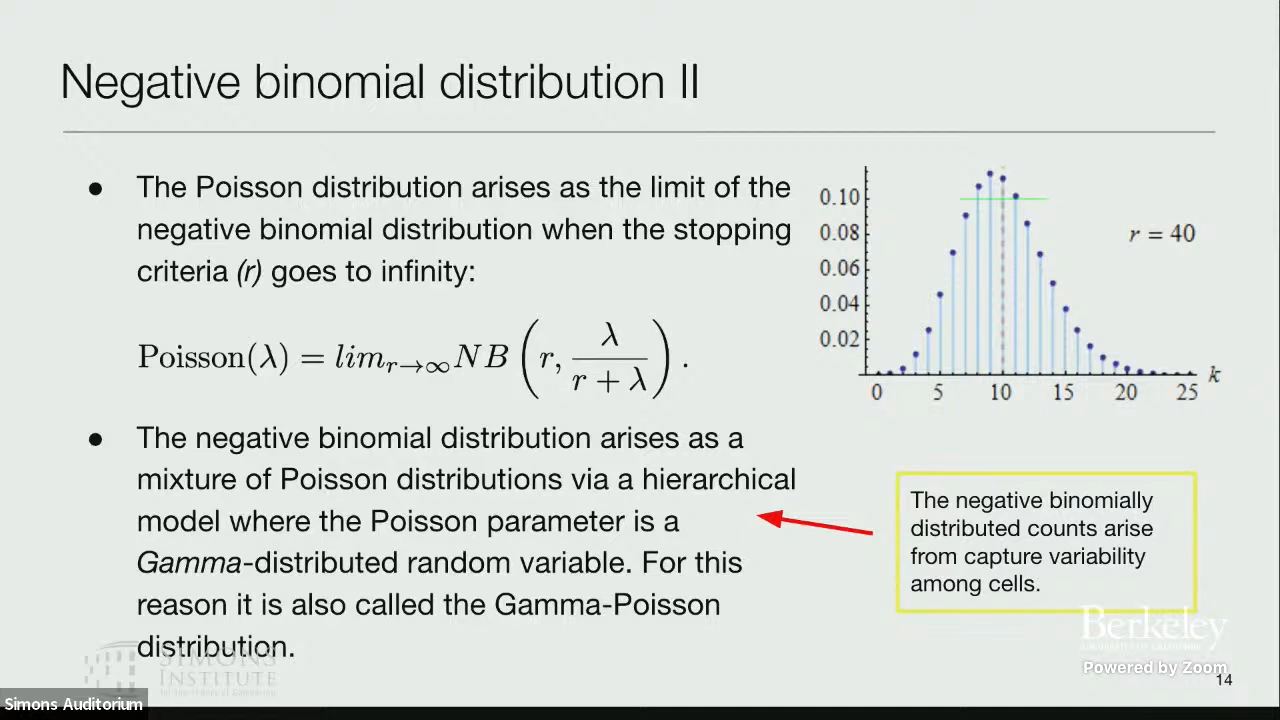 Negative binomial distribution II
● The Poisson distribution arises as the limit of the
negative binomial distribution when the stopping
criteria (r) goes to infinity:
Poisson(λ) = lim_{r→∞} NB (r, λ/(r + λ)).
● The negative binomial distribution arises as a
mixture of Poisson distributions via a hierarchical
model where the Poisson parameter is a
Gamma-distributed random variable. For this
reason it is also called the Gamma-Poisson
distribution.
0.10
0.08
0.06
0.04
0.02
r = 40
0 5 10 15 20 25 k
The negative binomially
distributed counts arise
from capture variability
among cells.
Berkeley
Powered by Zoom
14
SIMONS
INSTITUTE
Simons Auditorium